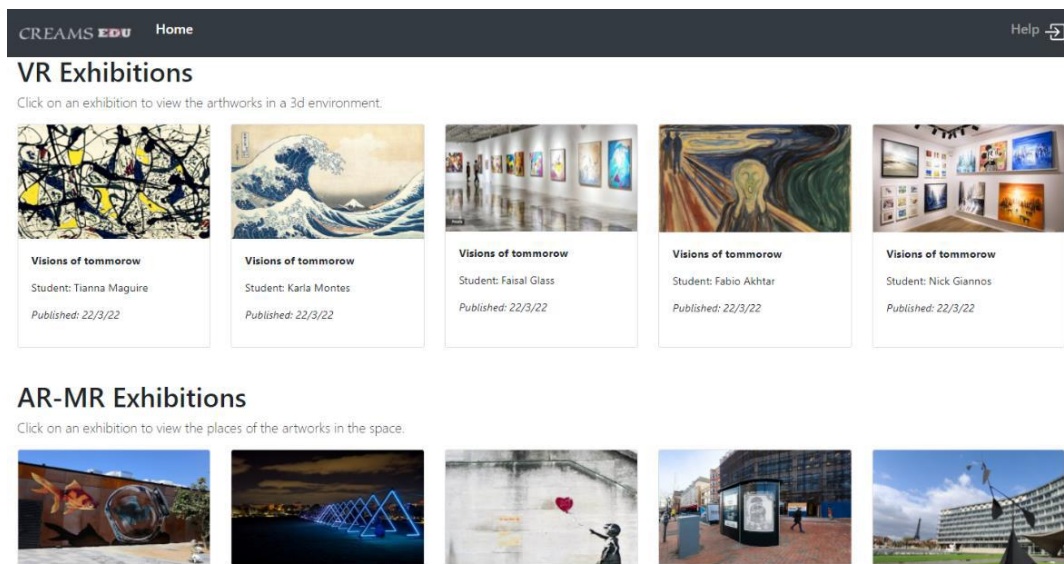 CREAMS EDU Home Help
VR Exhibitions
Click on an exhibition to view the arthworks in a 3d environment.
Visions of tommorow
Student: Tianna Maguire
Published: 22/3/22
Visions of tommorow
Student: Karla Montes
Published: 22/3/22
Visions of tommorow
Student: Faisal Glass
Published: 22/3/22
Visions of tommorow
Student: Fabio Akhtar
Published: 22/3/22
Visions of tommorow
Student: Nick Giannos
Published: 22/3/22
AR-MR Exhibitions
Click on an exhibition to view the places of the artworks in the space.